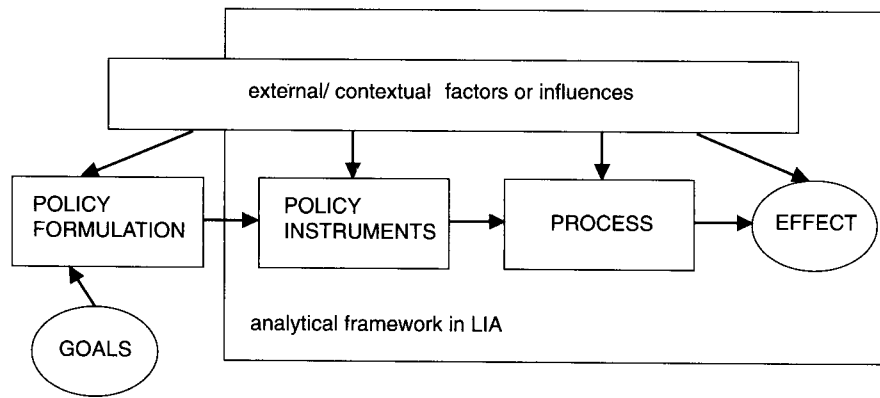 external/ contextual factors or influences
POLICY
FORMULATION
POLICY
INSTRUMENTS
PROCESS
EFFECT
analytical framework in LIA
GOALS